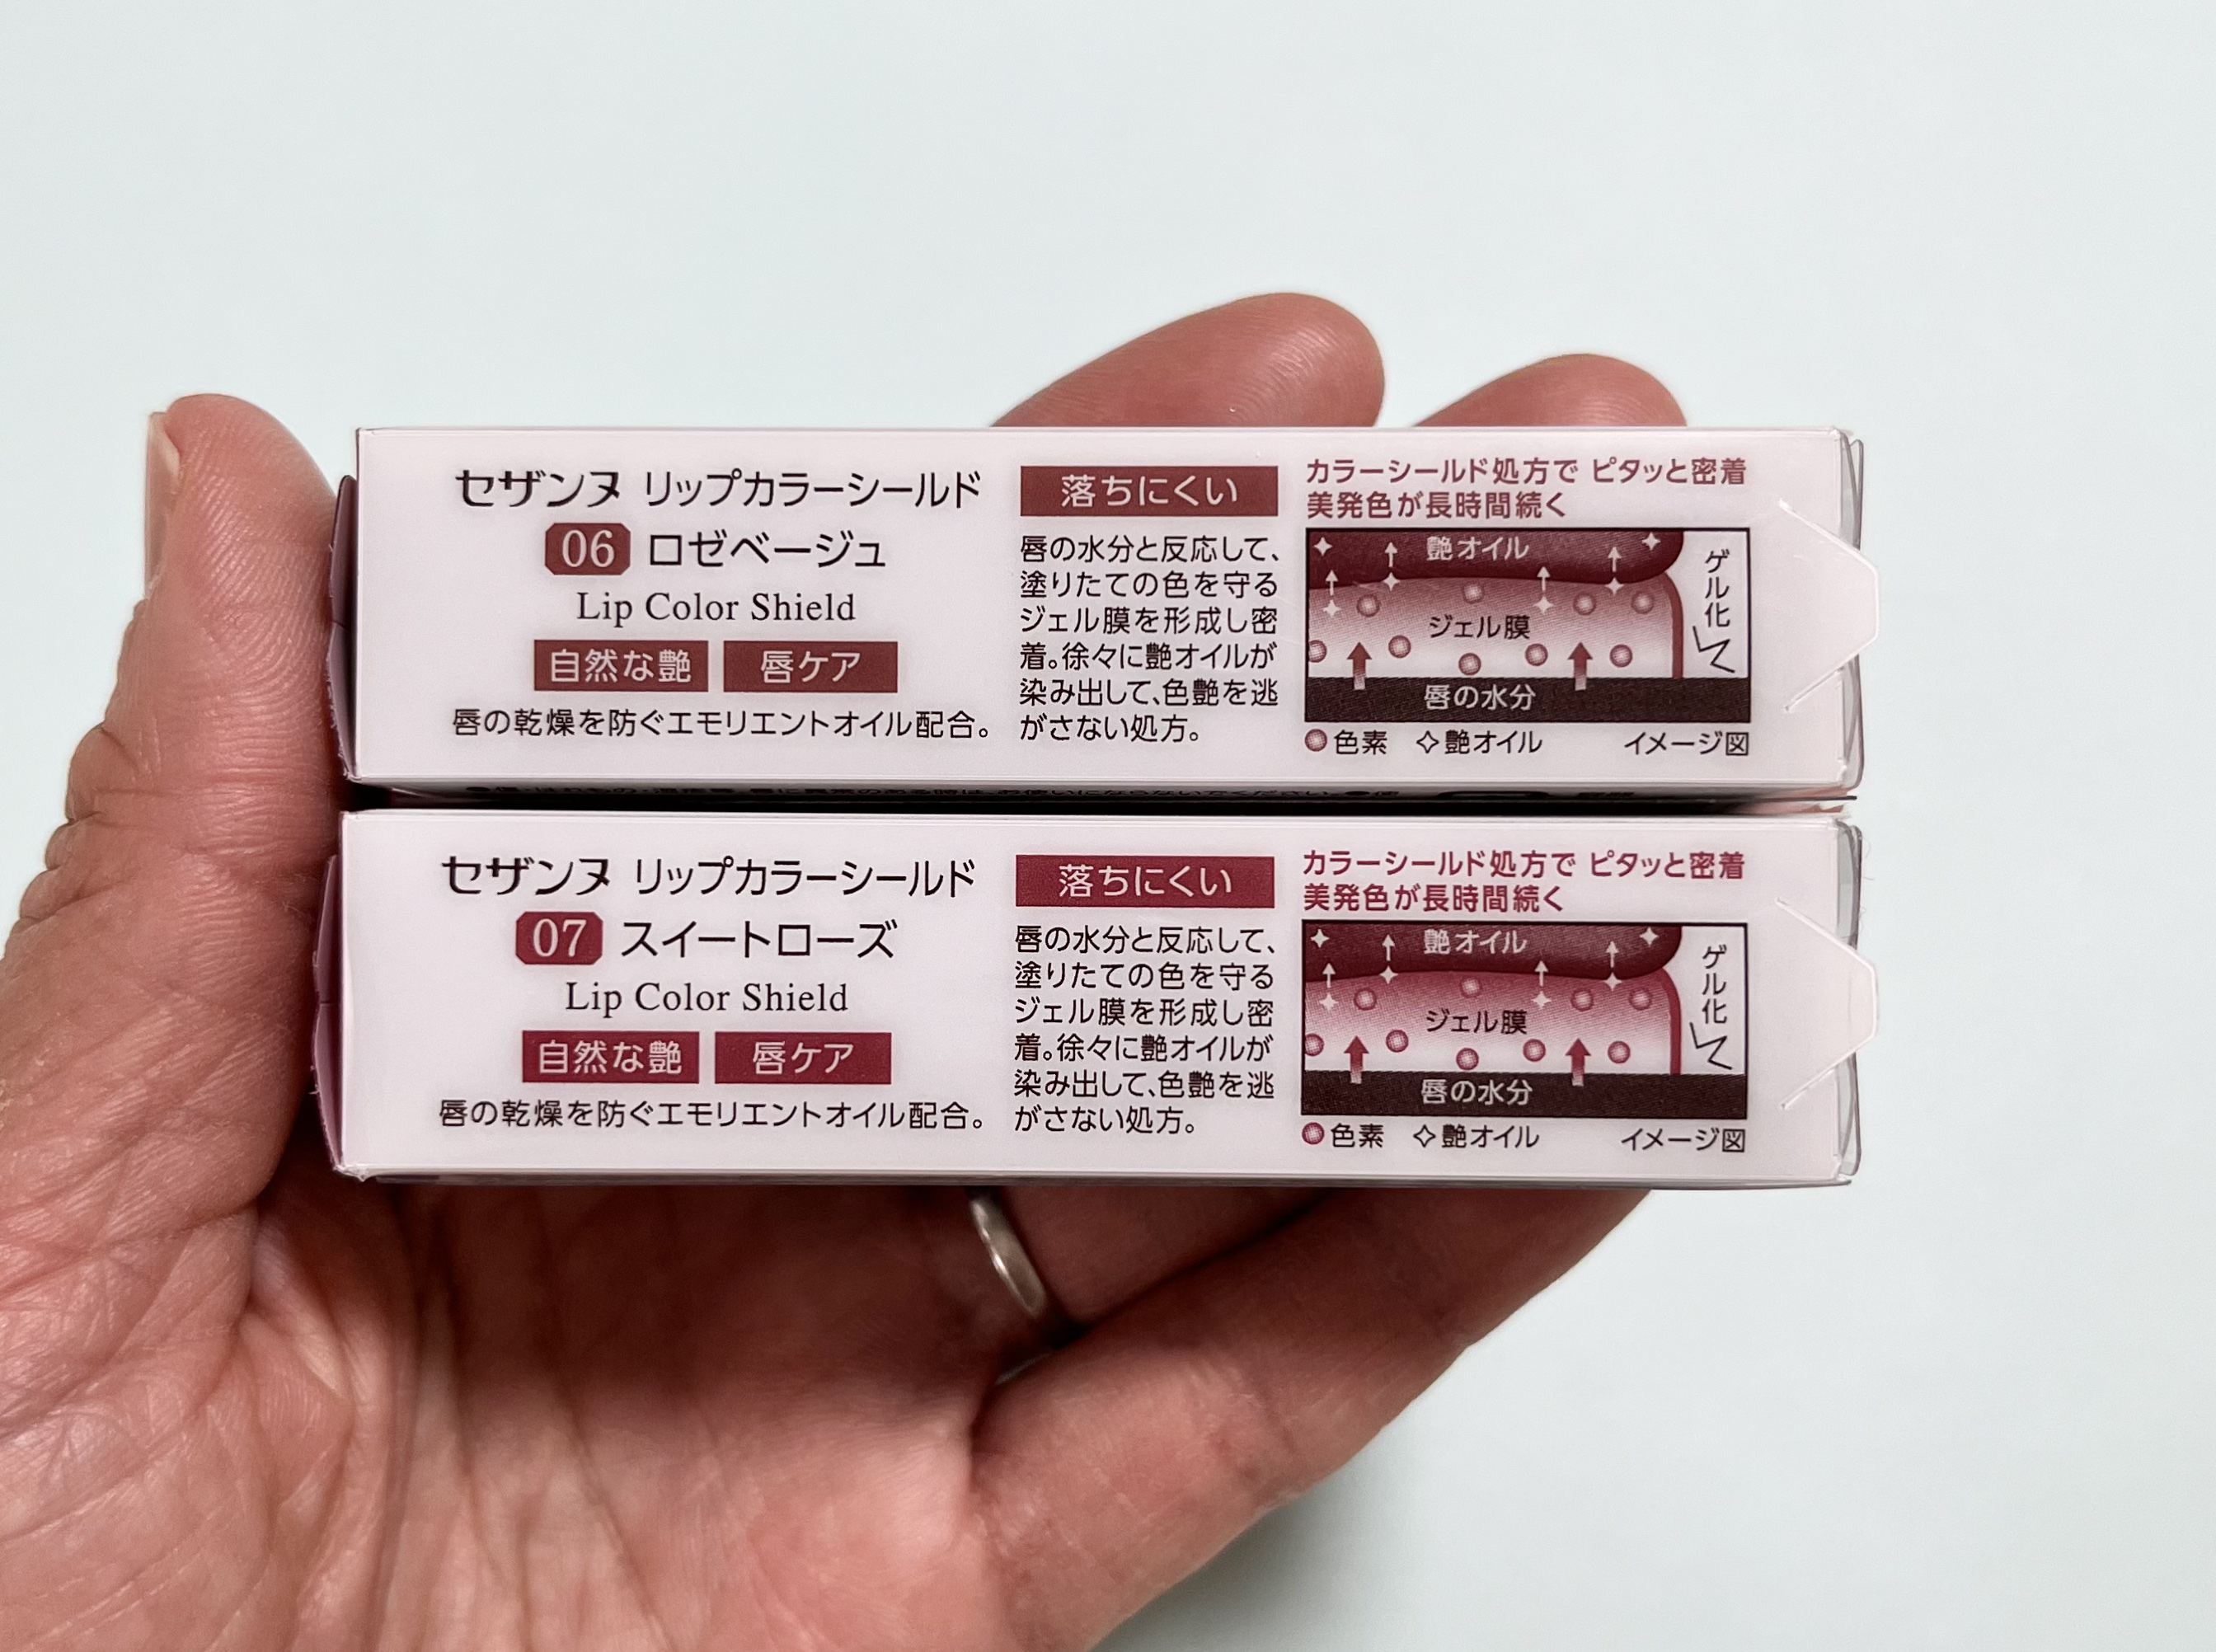 セザンヌ リップカラーシールド
06 ロゼベージュ
Lip Color Shield
自然な艶 唇ケア
唇の乾燥を防ぐエモリエントオイル配合。
落ちにくい
唇の水分と反応して、
塗りたての色を守る
ジェル膜を形成し密
着。徐々に艶オイルが
染み出して、色艶を逃
がさない処方。
カラーシールド処方で ピタッと密着
美発色が長時間続く
艶オイル
ジェル膜
唇の水分
ゲル化
色素 艶オイル イメージ図
セザンヌ リップカラーシールド
07 スイートローズ
Lip Color Shield
自然な艶 唇ケア
唇の乾燥を防ぐエモリエントオイル配合。
落ちにくい
唇の水分と反応して、
塗りたての色を守る
ジェル膜を形成し密
着。徐々に艶オイルが
染み出して、色艶を逃
がさない処方。
カラーシールド処方で ピタッと密着
美発色が長時間続く
艶オイル
ジェル膜
唇の水分
ゲル化
色素 艶オイル イメージ図